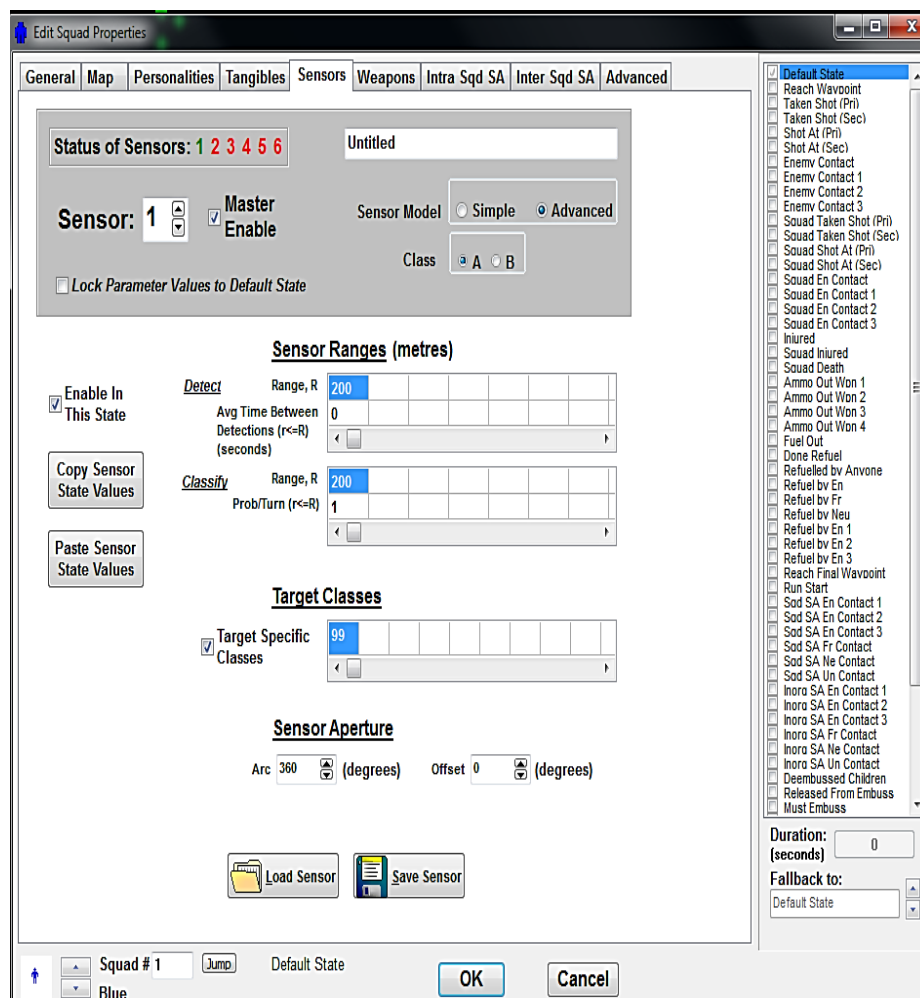 Edit Squad Properties
General Map Personalities Tangibles Sensors Weapons Intra Sqd SA Inter Sqd SA Advanced
Status of Sensors: 1 2 3 4 5 6
Untitled
Sensor: 1
Master Enable
Sensor Model Simple Advanced
Class A B
Lock Parameter Values to Default State
Sensor Ranges (metres)
Enable In This State
Detect Range, R 200
Avg Time Between Detections (r<=R) (seconds) 0
Copy Sensor State Values
Classify Range, R 200
Prob/Turn (r<=R) 1
Paste Sensor State Values
Target Classes
Target Specific Classes 99
Sensor Aperture
Arc 360 (degrees) Offset 0 (degrees)
Load Sensor Save Sensor
Default State
Reach Waypoint
Taken Shot (Pri)
Taken Shot (Sec)
Shot At (Pri)
Shot At (Sec)
Enemy Contact
Enemy Contact 1
Enemy Contact 2
Enemy Contact 3
Squad Taken Shot (Pri)
Squad Taken Shot (Sec)
Squad Shot At (Pri)
Squad Shot At (Sec)
Squad En Contact
Squad En Contact 1
Squad En Contact 2
Squad En Contact 3
Injured
Squad Injured
Squad Death
Ammo Out Wpn 1
Ammo Out Wpn 2
Ammo Out Wpn 3
Ammo Out Wpn 4
Fuel Out
Done Refuel
Refuelled by Anyone
Refuel by En
Refuel by Fr
Refuel by Neu
Refuel by En 1
Refuel by En 2
Refuel by En 3
Reach Final Waypoint
Run Start
Sqd SA En Contact 1
Sqd SA En Contact 2
Sqd SA En Contact 3
Sqd SA Fr Contact
Sqd SA Ne Contact
Sqd SA Un Contact
Inorg SA En Contact 1
Inorg SA En Contact 2
Inorg SA En Contact 3
Inorg SA Fr Contact
Inorg SA Ne Contact
Inorg SA Un Contact
Deembussed Children
Released From Embuss
Must Embuss
Duration: (seconds) 0
Fallback to:
Default State
Squad # 1 Jump Default State
Blue
OK Cancel